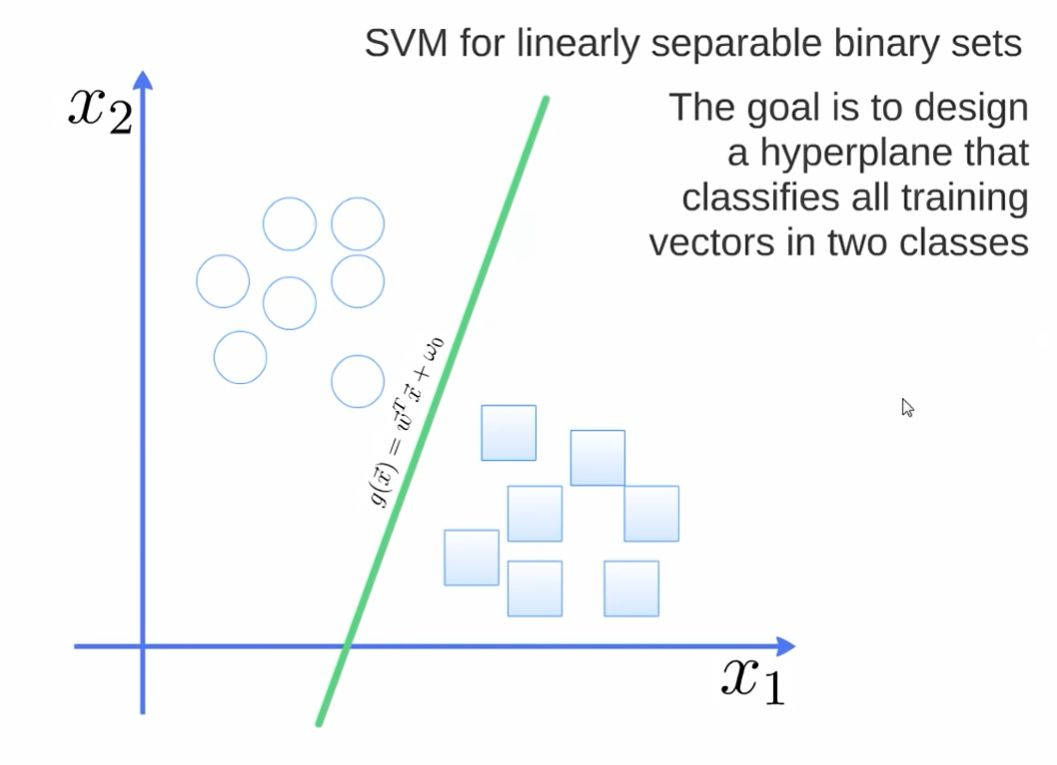 SVM for linearly separable binary sets
The goal is to design
a hyperplane that
classifies all training
vectors in two classes
x₂
g(x⃗) = w⃗ᵀx⃗ + ω₀
x₁